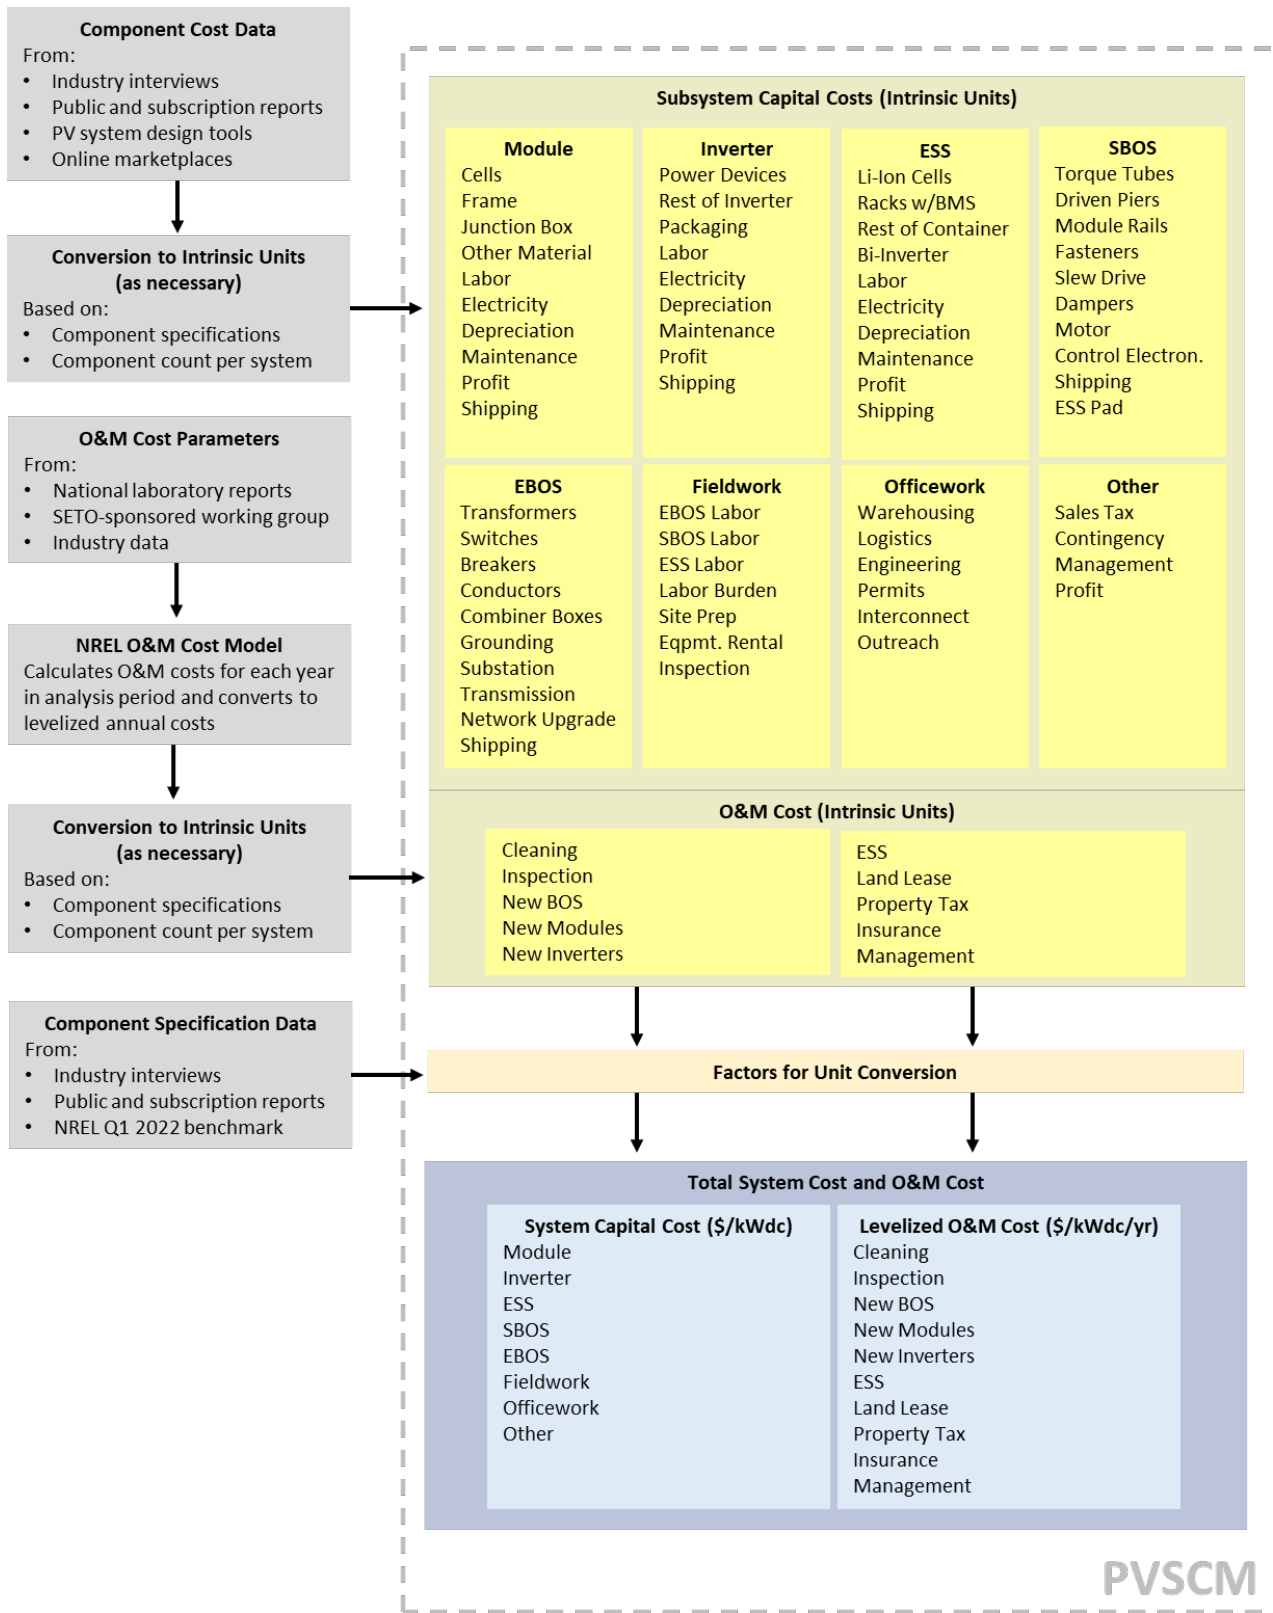 Component Cost Data
From:
• Industry interviews
• Public and subscription reports
• PV system design tools
• Online marketplaces
Conversion to Intrinsic Units
(as necessary)
Based on:
• Component specifications
• Component count per system
O&M Cost Parameters
From:
• National laboratory reports
• SETO-sponsored working group
• Industry data
NREL O&M Cost Model
Calculates O&M costs for each year
in analysis period and converts to
levelized annual costs
Conversion to Intrinsic Units
(as necessary)
Based on:
• Component specifications
• Component count per system
Component Specification Data
From:
• Industry interviews
• Public and subscription reports
• NREL Q1 2022 benchmark
Subsystem Capital Costs (Intrinsic Units)
Module
Cells
Frame
Junction Box
Other Material
Labor
Electricity
Depreciation
Maintenance
Profit
Shipping
Inverter
Power Devices
Rest of Inverter
Packaging
Labor
Electricity
Depreciation
Maintenance
Profit
Shipping
ESS
Li-Ion Cells
Racks w/BMS
Rest of Container
Bi-Inverter
Labor
Electricity
Depreciation
Maintenance
Profit
Shipping
SBOS
Torque Tubes
Driven Piers
Module Rails
Fasteners
Slew Drive
Dampers
Motor
Control Electron.
Shipping
ESS Pad
EBOS
Transformers
Switches
Breakers
Conductors
Combiner Boxes
Grounding
Substation
Transmission
Network Upgrade
Shipping
Fieldwork
EBOS Labor
SBOS Labor
ESS Labor
Labor Burden
Site Prep
Eqpmt. Rental
Inspection
Officework
Warehousing
Logistics
Engineering
Permits
Interconnect
Outreach
Other
Sales Tax
Contingency
Management
Profit
O&M Cost (Intrinsic Units)
Cleaning
Inspection
New BOS
New Modules
New Inverters
ESS
Land Lease
Property Tax
Insurance
Management
Factors for Unit Conversion
Total System Cost and O&M Cost
System Capital Cost ($/kWdc)
Module
Inverter
ESS
SBOS
EBOS
Fieldwork
Officework
Other
Levelized O&M Cost ($/kWdc/yr)
Cleaning
Inspection
New BOS
New Modules
New Inverters
ESS
Land Lease
Property Tax
Insurance
Management
PVSCM